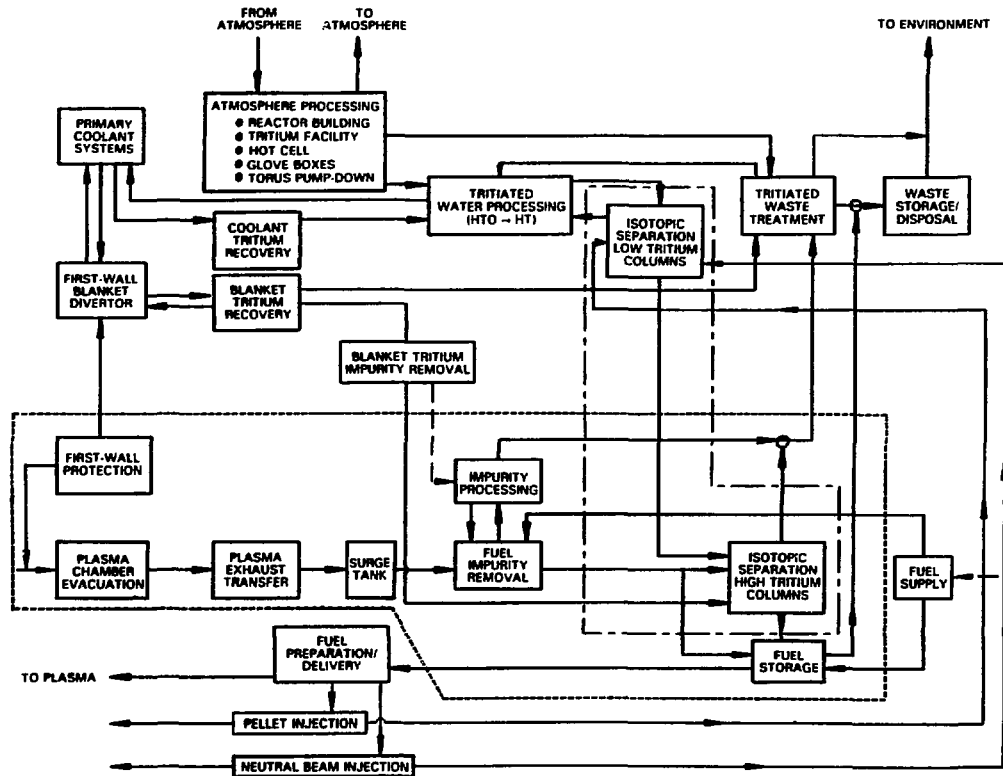 FROM
ATMOSPHERE
TO
ATMOSPHERE
TO ENVIRONMENT
ATMOSPHERE PROCESSING
● REACTOR BUILDING
● TRITIUM FACILITY
● HOT CELL
● GLOVE BOXES
● TORUS PUMP-DOWN
PRIMARY
COOLANT
SYSTEMS
TRITIATED
WATER PROCESSING
(HTO → HT)
ISOTOPIC
SEPARATION
LOW TRITIUM
COLUMNS
TRITIATED
WASTE
TREATMENT
WASTE
STORAGE/
DISPOSAL
COOLANT
TRITIUM
RECOVERY
FIRST-WALL
BLANKET
DIVERTOR
BLANKET
TRITIUM
RECOVERY
BLANKET TRITIUM
IMPURITY REMOVAL
FIRST-WALL
PROTECTION
IMPURITY
PROCESSING
PLASMA
CHAMBER
EVACUATION
PLASMA
EXHAUST
TRANSFER
SURGE
TANK
FUEL
IMPURITY
REMOVAL
ISOTOPIC
SEPARATION
HIGH TRITIUM
COLUMNS
FUEL
SUPPLY
FUEL
PREPARATION/
DELIVERY
FUEL
STORAGE
TO PLASMA
PELLET INJECTION
NEUTRAL BEAM INJECTION